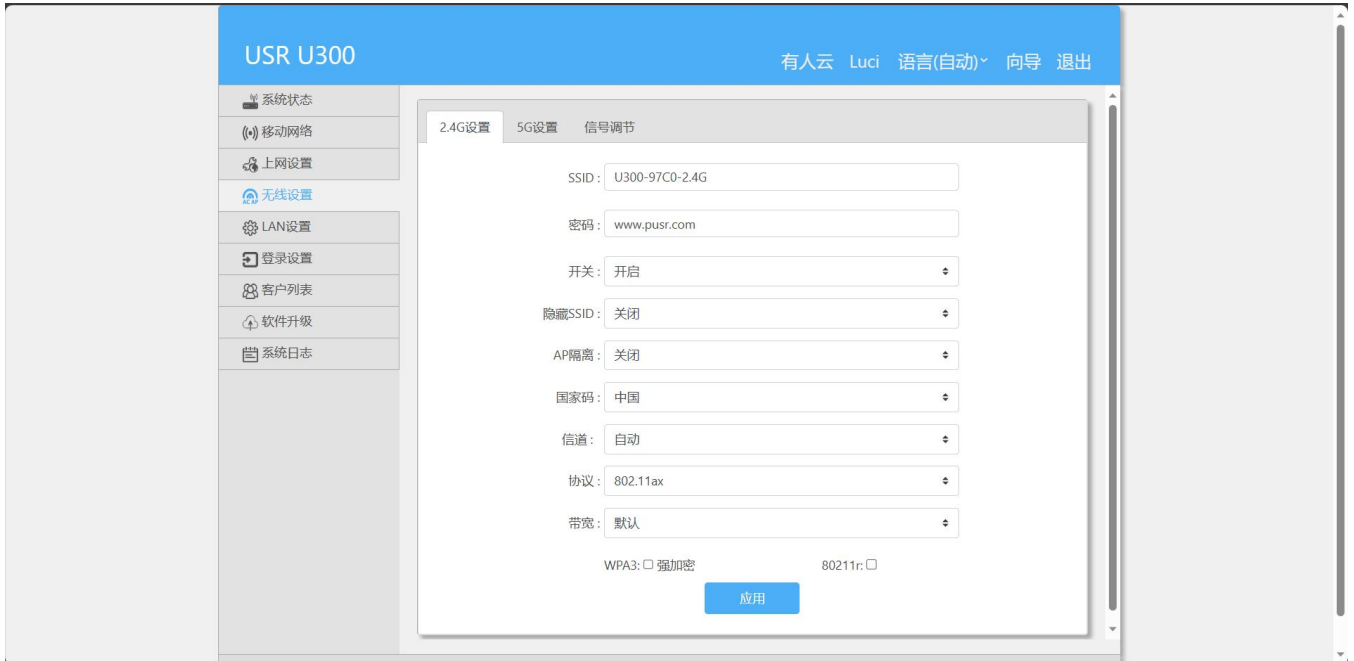 USR U300
有人云 Luci 语言(自动) 向导 退出
系统状态
移动网络
上网设置
无线设置
LAN设置
登录设置
客户列表
软件升级
系统日志
2.4G设置 5G设置 信号调节
SSID : U300-97C0-2.4G
密码 : www.pusr.com
开关 : 开启
隐藏SSID : 关闭
AP隔离 : 关闭
国家码 : 中国
信道 : 自动
协议 : 802.11ax
带宽 : 默认
WPA3: 强加密 80211r:
应用